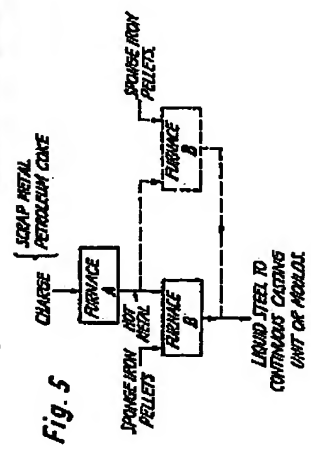 Fig. 5
CHARGE
SCRAP METAL
PETROLEUM COKE
FURNACE
A
HOT
METAL
SPONGE IRON
PELLETS
SPONGE IRON
PELLETS.
FURNACE
B
FURNACE
B
LIQUID STEEL TO
CONTINUOUS CASTING
UNIT OR MOULDS.